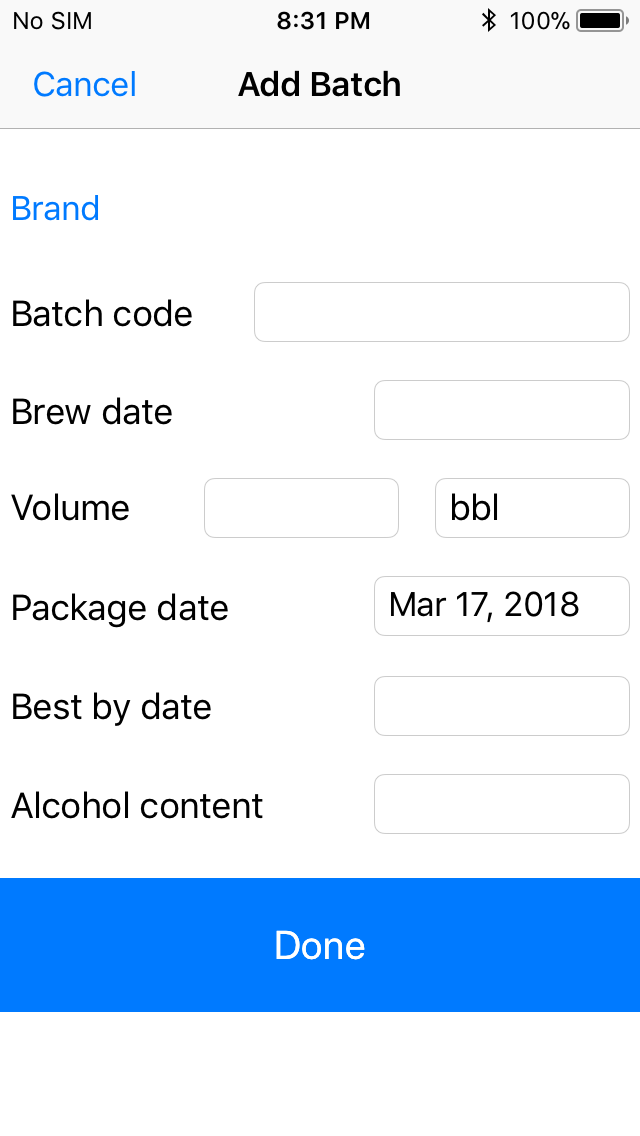 No SIM 8:31 PM 100%
Cancel Add Batch
Brand
Batch code
Brew date
Volume bbl
Package date Mar 17, 2018
Best by date
Alcohol content
Done